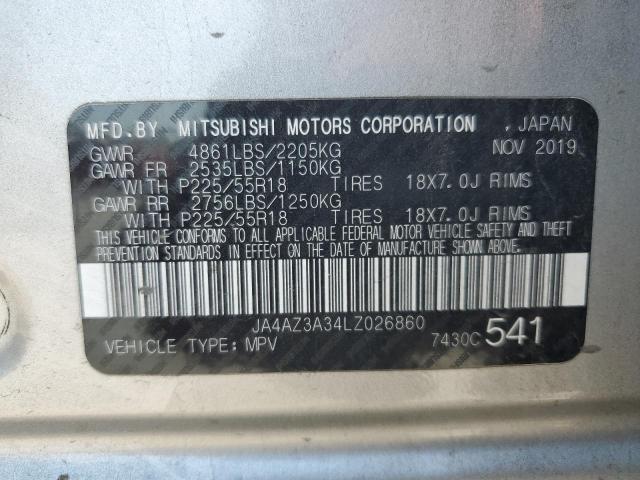 MFD.BY MITSUBISHI MOTORS CORPORATION , JAPAN
GVWR 4861LBS/2205KG NOV 2019
GAWR FR 2535LBS/1150KG
WITH P225/55R18 TIRES 18X7.0J RIMS
GAWR RR 2756LBS/1250KG
WITH P225/55R18 TIRES 18X7.0J RIMS
THIS VEHICLE CONFORMS TO ALL APPLICABLE FEDERAL MOTOR VEHICLE SAFETY AND THEFT
PREVENTION STANDARDS IN EFFECT ON THE DATE OF MANUFACTURE SHOWN ABOVE.
JA4AZ3A34LZ026860
VEHICLE TYPE: MPV 7430C 541